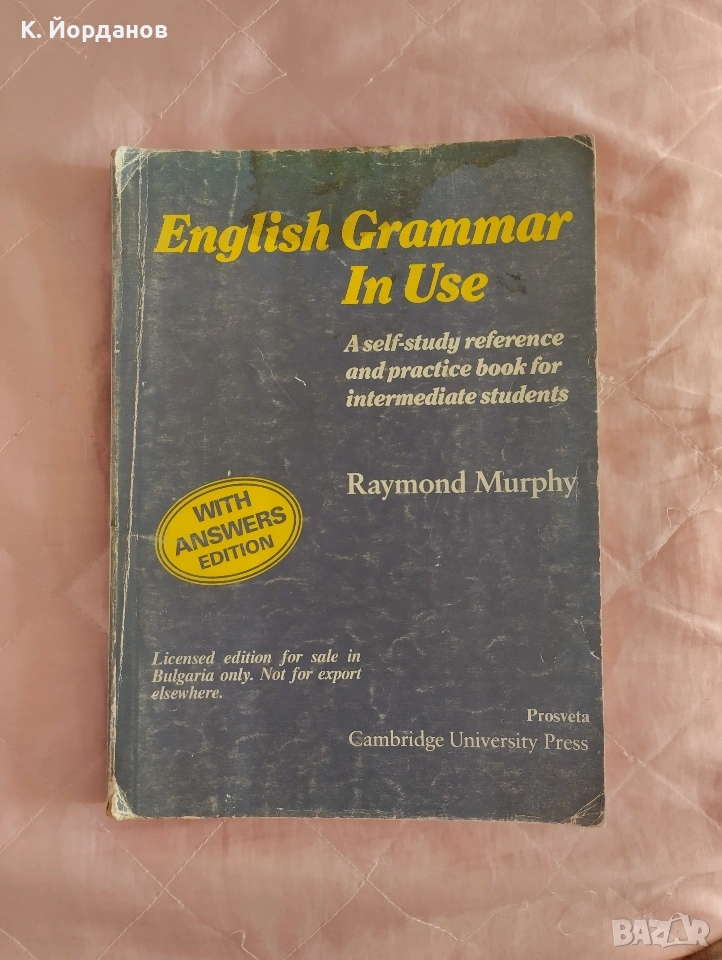 К. Йорданов
English Grammar
In Use
A self-study reference
and practice book for
intermediate students
Raymond Murphy
WITH
ANSWERS
EDITION
Licensed edition for sale in
Bulgaria only. Not for export
elsewhere.
Prosveta
Cambridge University Press
BAZAR